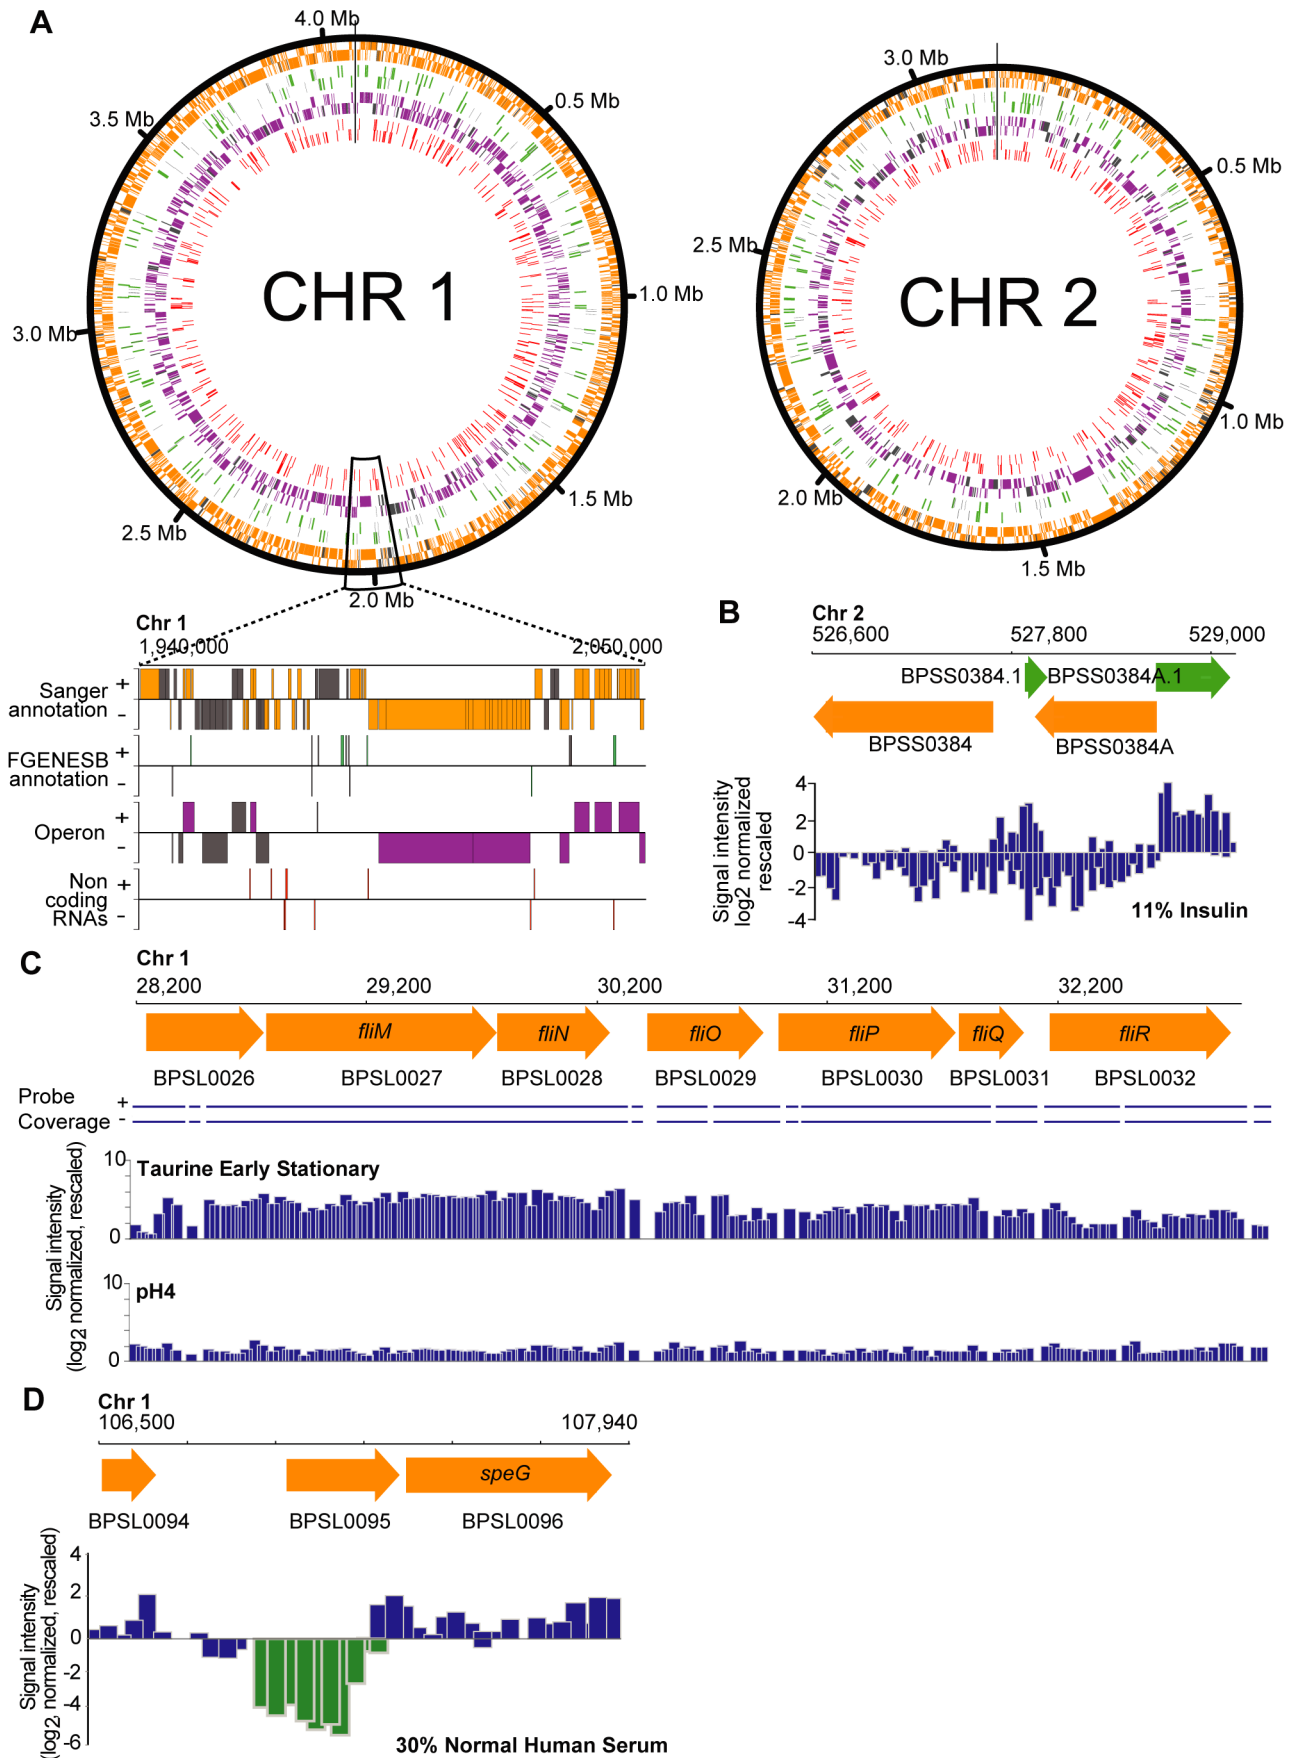 A
4.0 Mb
0.5 Mb
1.0 Mb
1.5 Mb
2.0 Mb
2.5 Mb
3.0 Mb
3.5 Mb
CHR 1
3.0 Mb
0.5 Mb
1.0 Mb
1.5 Mb
2.0 Mb
2.5 Mb
CHR 2
Chr 1
1,940,000 2,050,000
Sanger annotation + -
FGENESB annotation + -
Operon + -
Non coding RNAs + -
B
Chr 2
526,600 527,800 529,000
BPSS0384.1 BPSS0384A.1
BPSS0384 BPSS0384A
Signal intensity
log2 normalized
rescaled
4
2
0
-2
-4
11% Insulin
C
Chr 1
28,200 29,200 30,200 31,200 32,200
fliM fliN fliO fliP fliQ fliR
BPSL0026 BPSL0027 BPSL0028 BPSL0029 BPSL0030 BPSL0031 BPSL0032
Probe +
Coverage -
Signal intensity
(log2 normalized, rescaled)
10
Taurine Early Stationary
0
10
pH4
0
D
Chr 1
106,500 107,940
speG
BPSL0094 BPSL0095 BPSL0096
Signal intensity
(log2, normalized, rescaled)
4
2
0
-2
-4
-6
30% Normal Human Serum